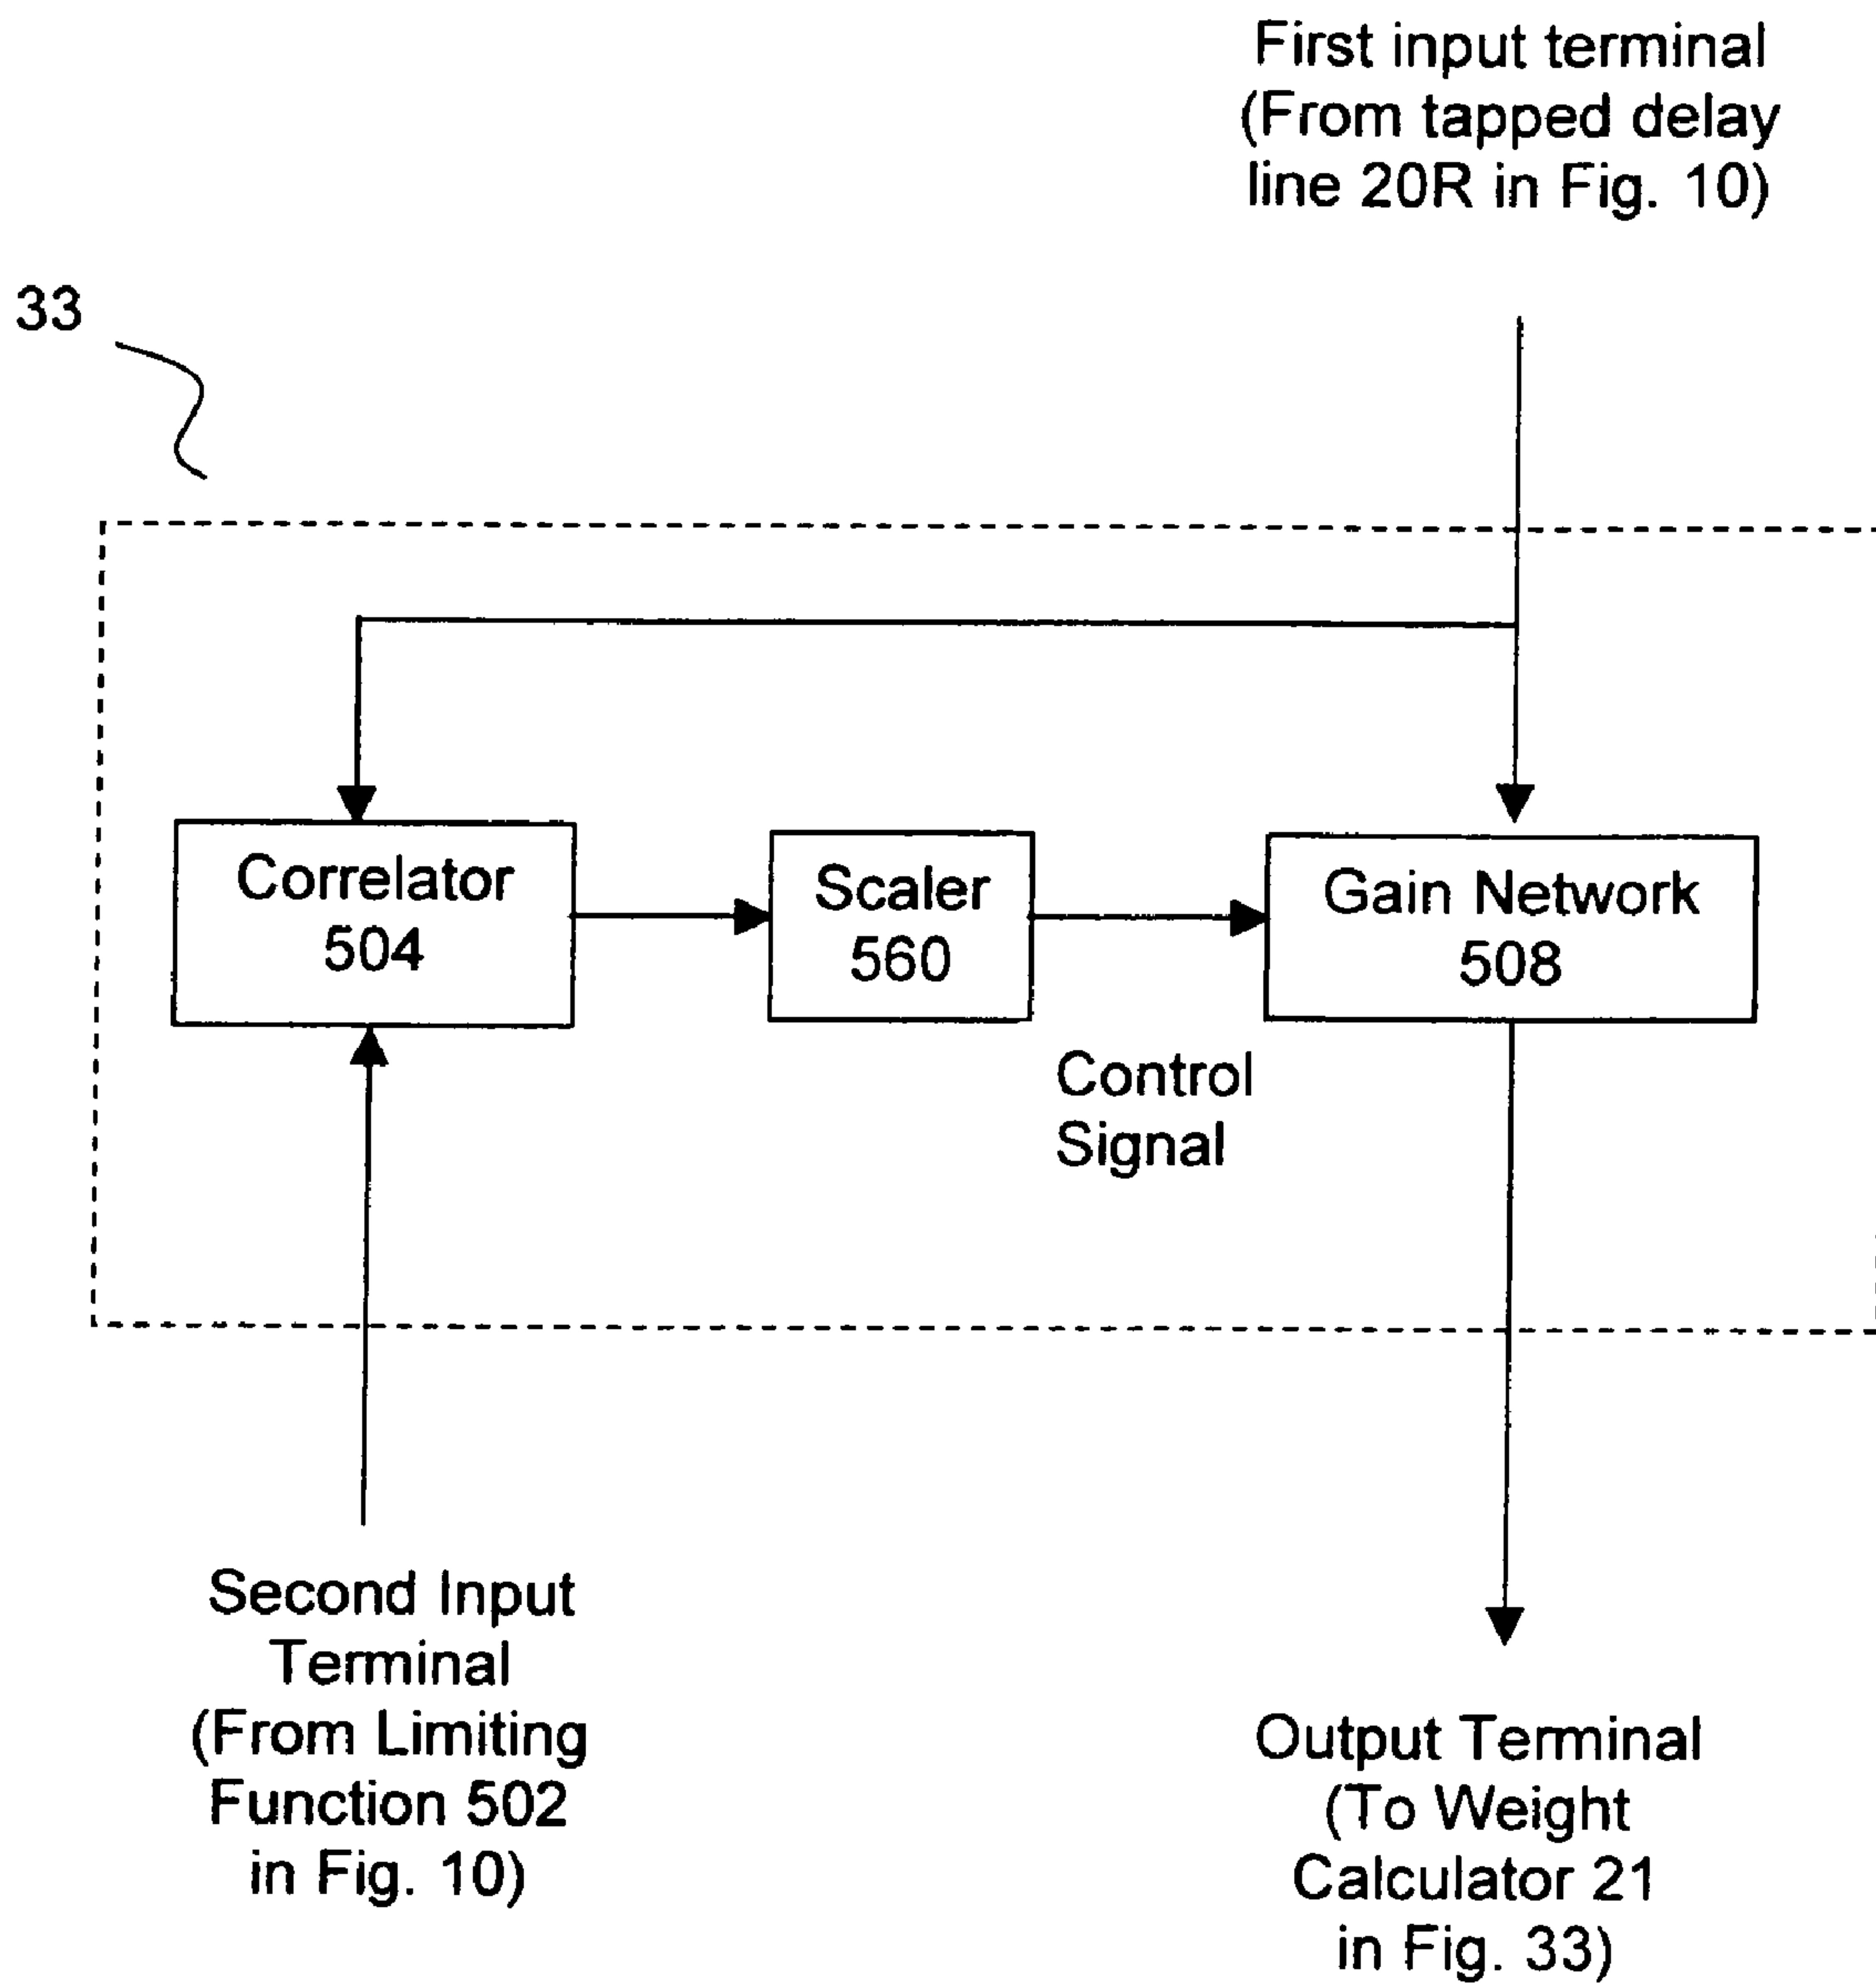 First input terminal
(From tapped delay
line 20R in Fig. 10)
33
Correlator
504
Scaler
560
Gain Network
508
Control
Signal
Second Input
Terminal
(From Limiting
Function 502
in Fig. 10)
Output Terminal
(To Weight
Calculator 21
in Fig. 33)